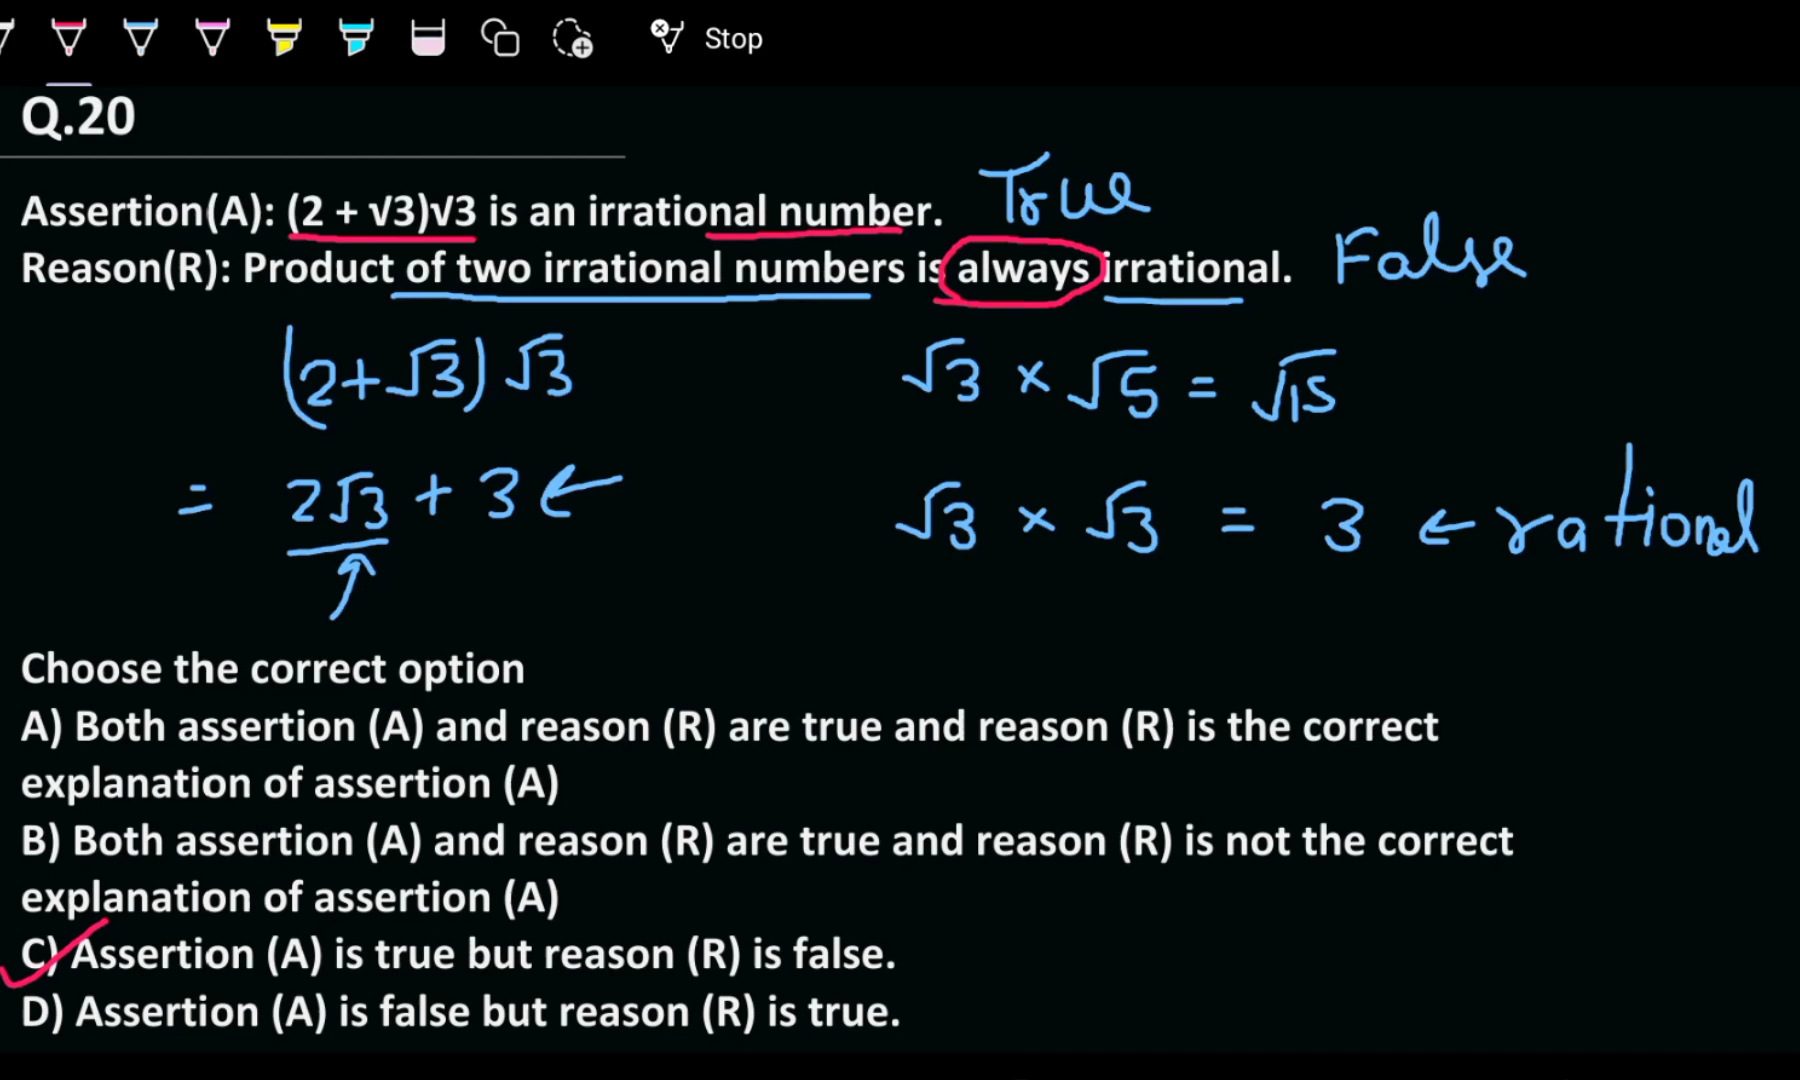 Stop
Q.20
Assertion(A): (2 + √3)√3 is an irrational number. True
Reason(R): Product of two irrational numbers is always irrational. False
(2+√3) √3
√3 × √5 = √15
= 2√3 + 3 ←
√3 × √3 = 3 ← rational
↑
Choose the correct option
A) Both assertion (A) and reason (R) are true and reason (R) is the correct
explanation of assertion (A)
B) Both assertion (A) and reason (R) are true and reason (R) is not the correct
explanation of assertion (A)
C) Assertion (A) is true but reason (R) is false.
D) Assertion (A) is false but reason (R) is true.